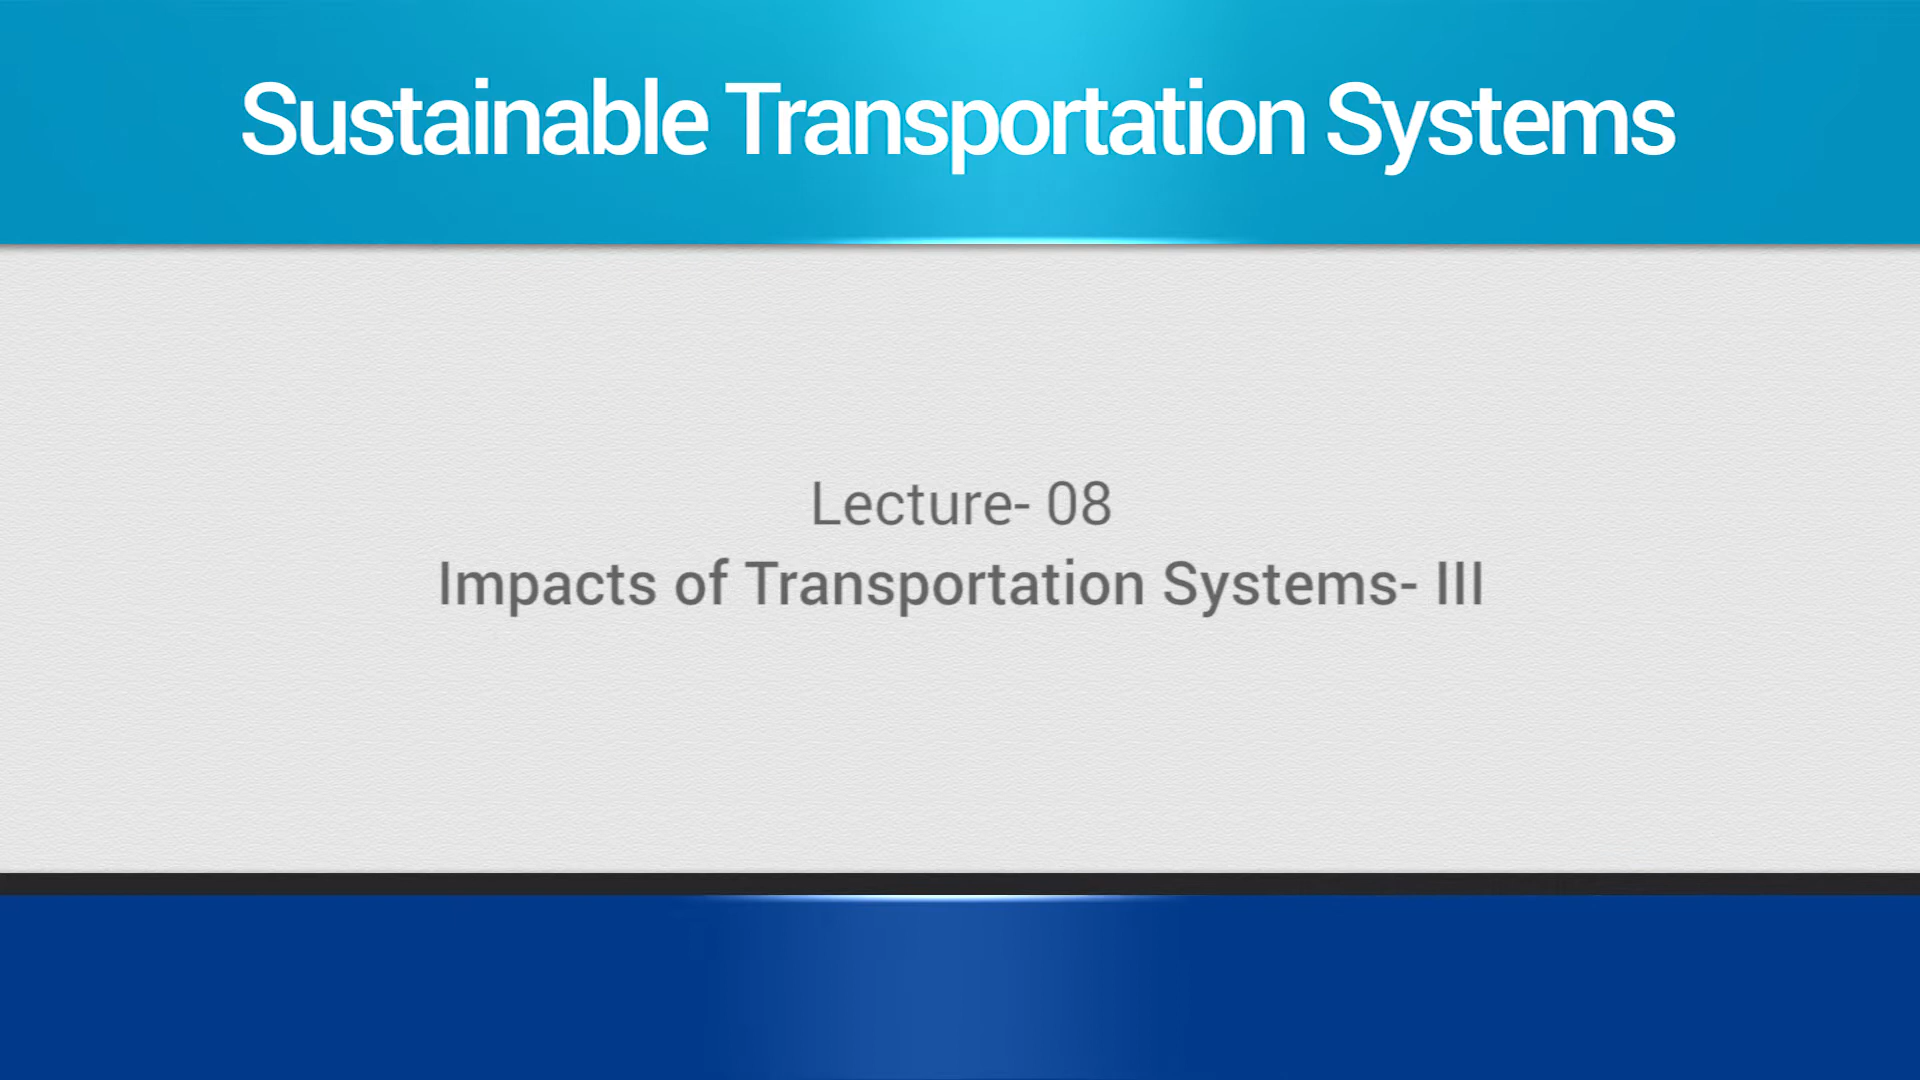 Sustainable Transportation Systems
Lecture- 08
Impacts of Transportation Systems- III